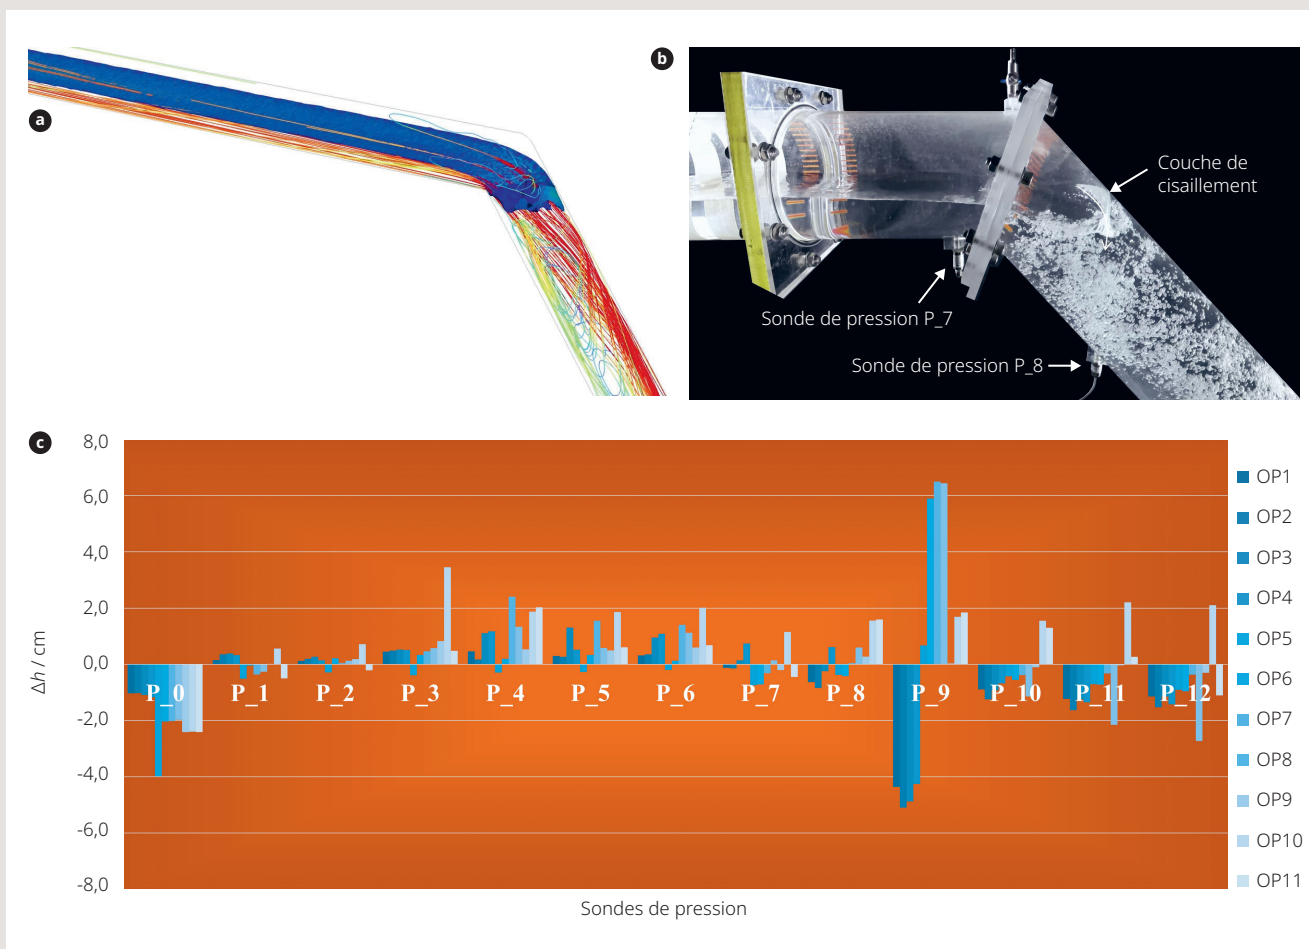 a
b
Couche de
cisaillement
Sonde de pression P_7
Sonde de pression P_8
c
8,0
6,0
4,0
2,0
0,0
-2,0
-4,0
-6,0
-8,0
Δh / cm
P_0 P_1 P_2 P_3 P_4 P_5 P_6 P_7 P_8 P_9 P_10 P_11 P_12
Sondes de pression
OP1
OP2
OP3
OP4
OP5
OP6
OP7
OP8
OP9
OP10
OP11